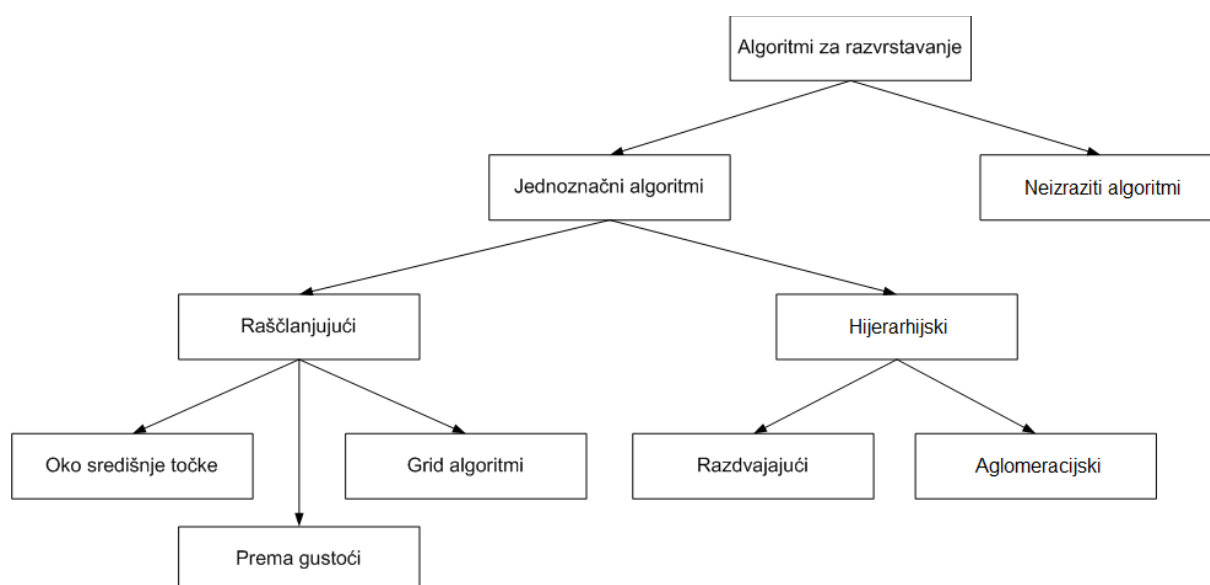 Algoritmi za razvrstavanje
Jednoznačni algoritmi
Neizraziti algoritmi
Raščlanjujući
Hijerarhijski
Oko središnje točke
Grid algoritmi
Razdvajajući
Aglomeracijski
Prema gustoći